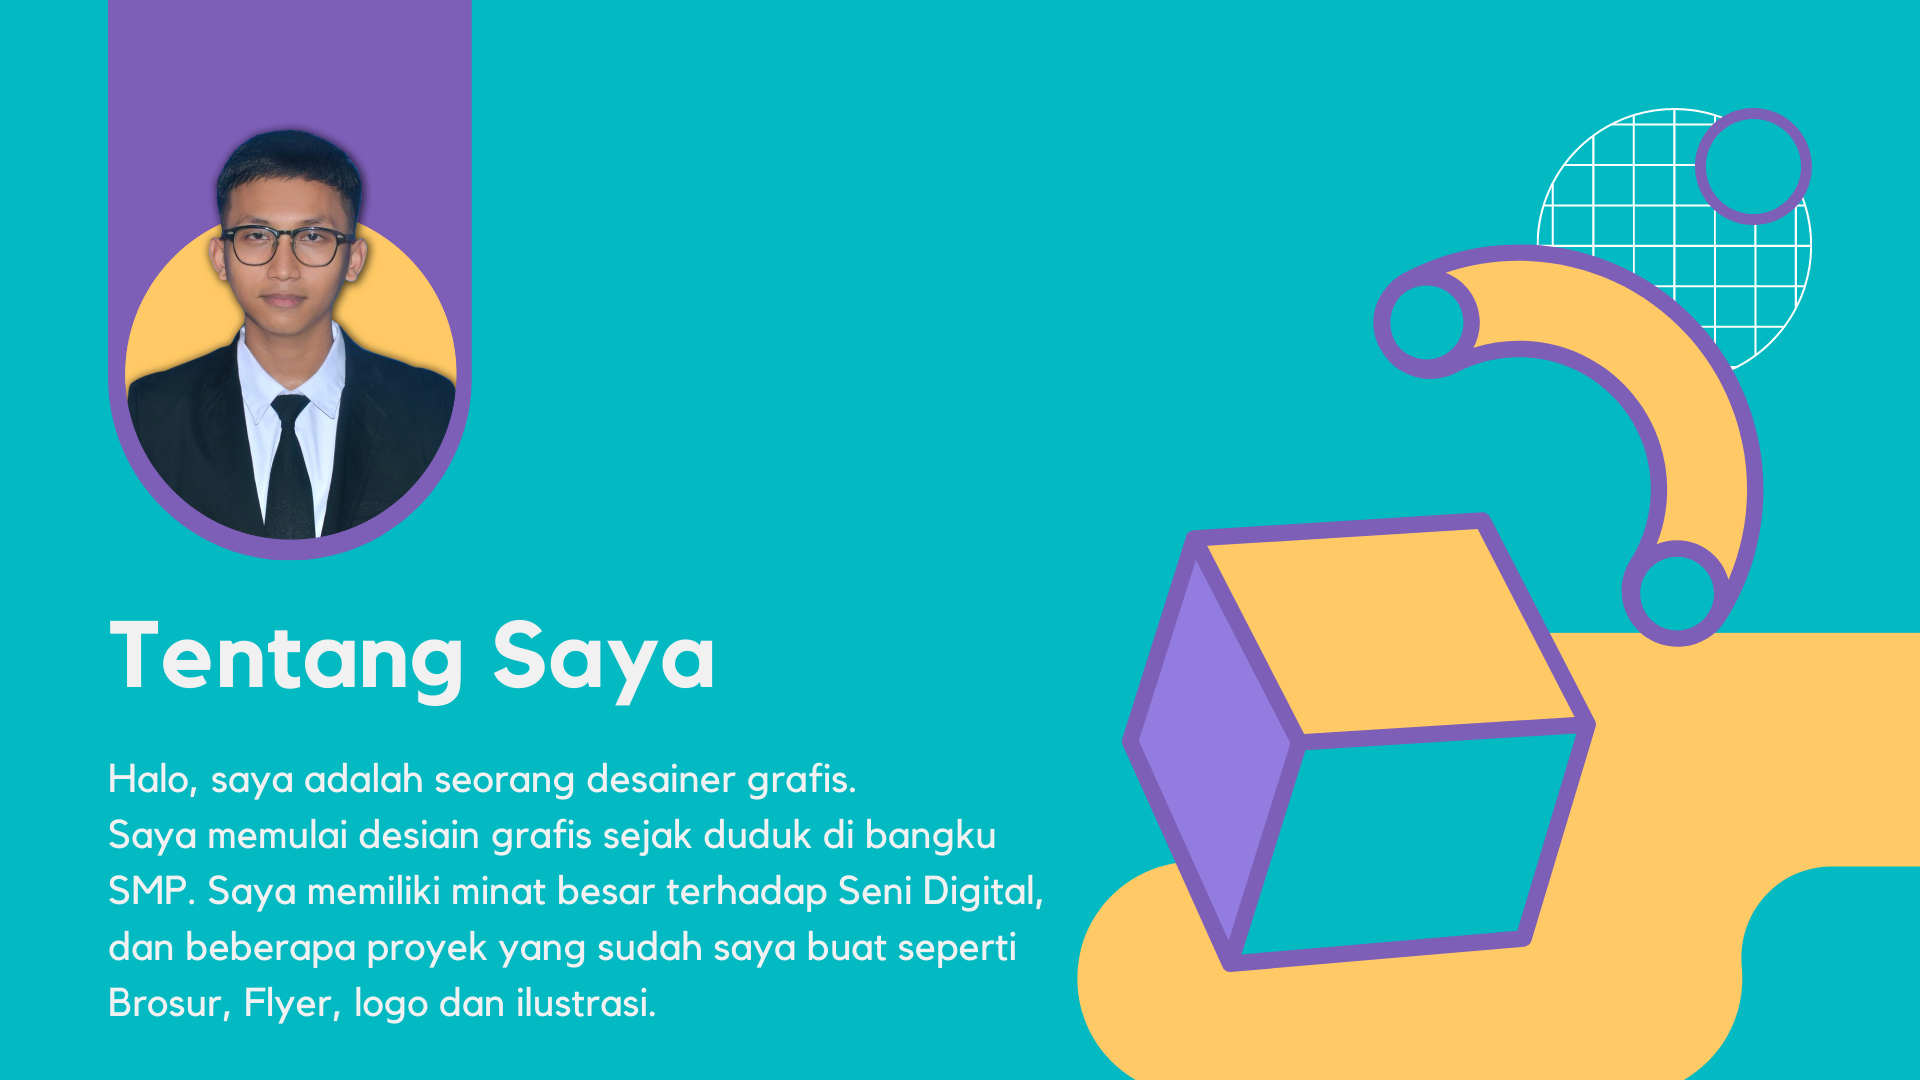 Tentang Saya
Halo, saya adalah seorang desainer grafis.
Saya memulai desiain grafis sejak duduk di bangku
SMP. Saya memiliki minat besar terhadap Seni Digital,
dan beberapa proyek yang sudah saya buat seperti
Brosur, Flyer, logo dan ilustrasi.